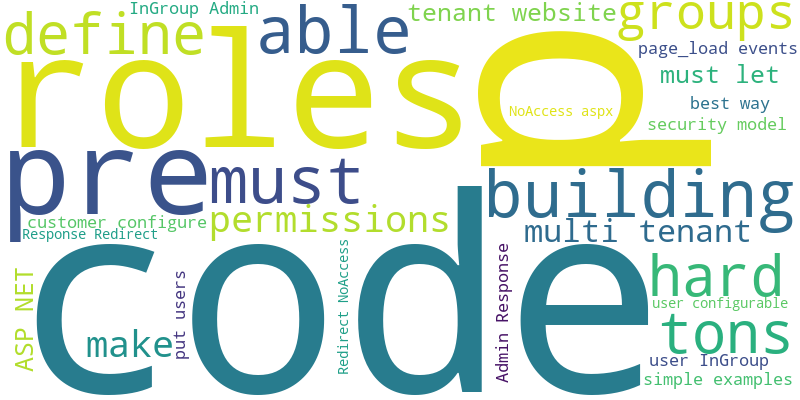 InGroup Admin
tenant website
groups
define
able
page_load events
roles
p
must let
best way
NoAccess aspx
security model
pre
must
building
customer configure
permissions
multi tenant
Response Redirect
code
ASP NET
put users
Redirect NoAccess
Admin Response
hard
user configurable
make
tons
user InGroup
simple examples